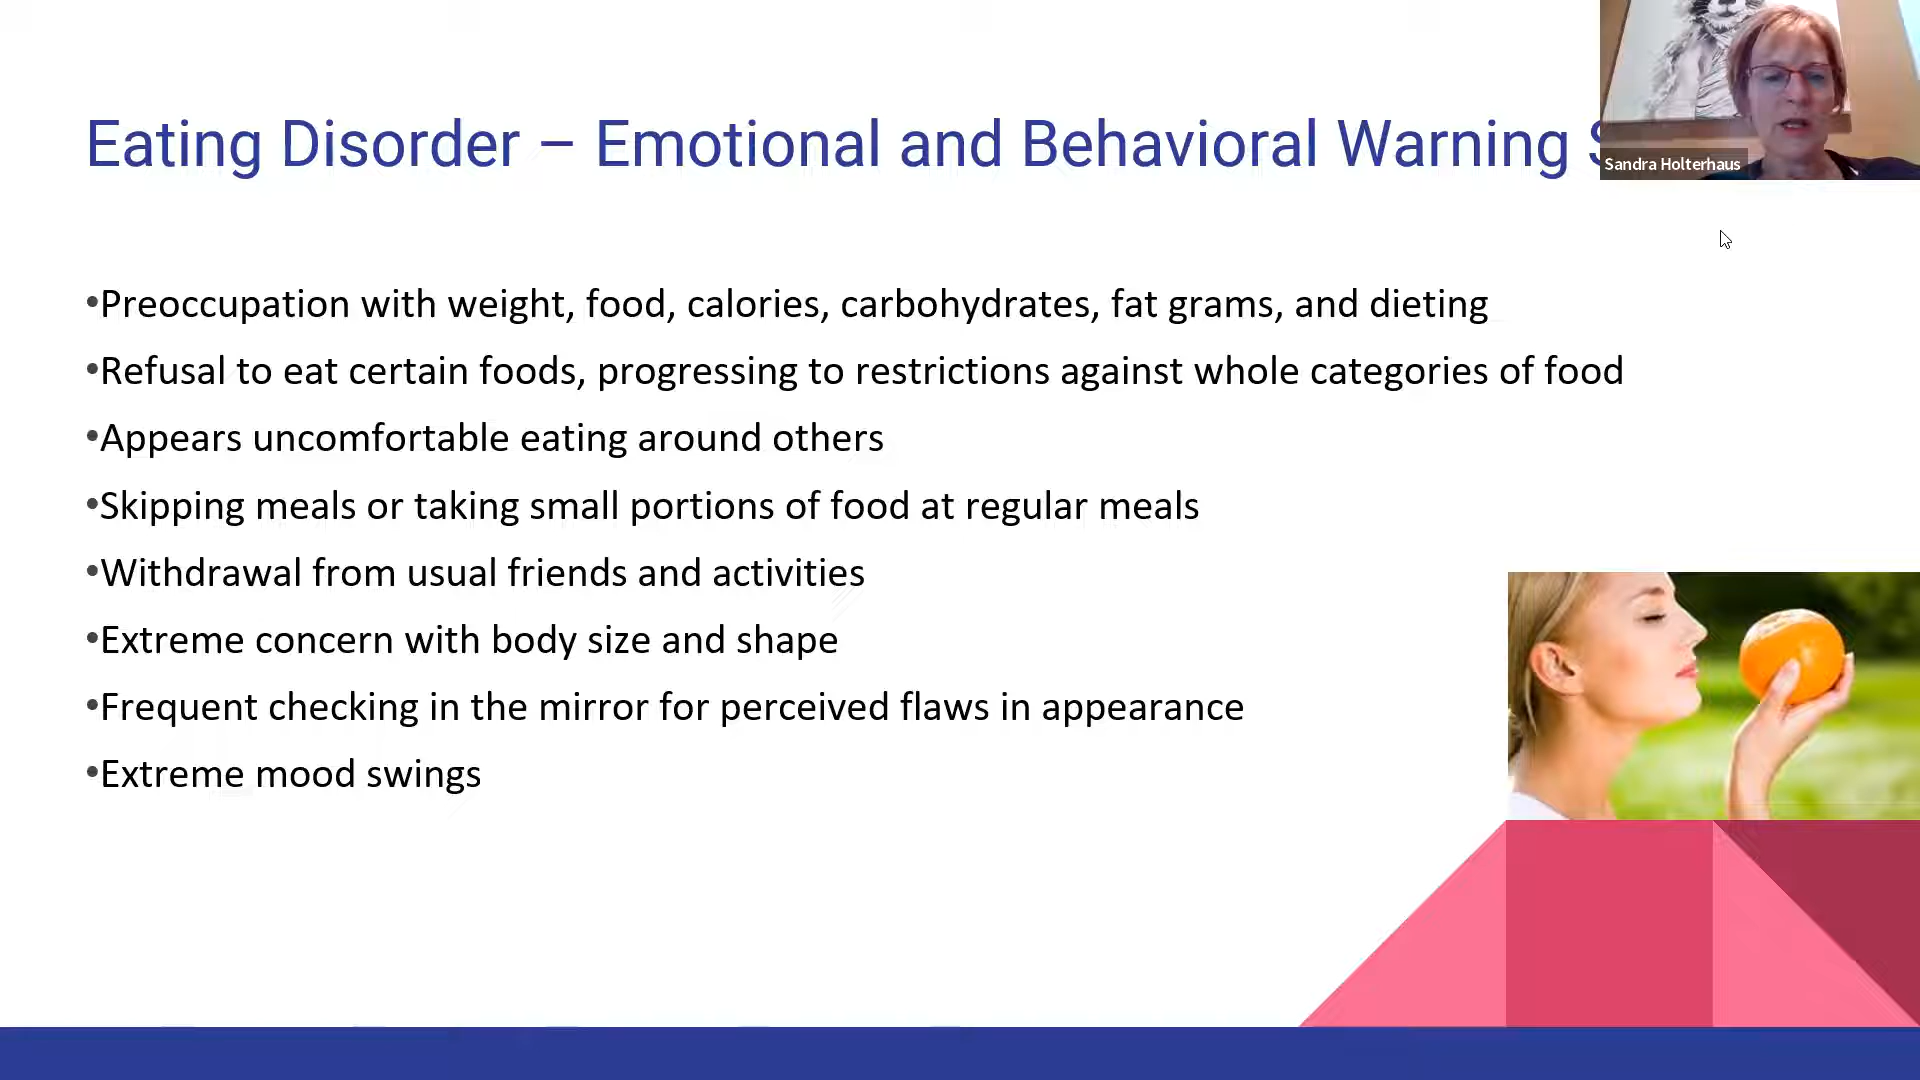 Eating Disorder – Emotional and Behavioral Warning
Sandra Holterhaus
•Preoccupation with weight, food, calories, carbohydrates, fat grams, and dieting
•Refusal to eat certain foods, progressing to restrictions against whole categories of food
•Appears uncomfortable eating around others
•Skipping meals or taking small portions of food at regular meals
•Withdrawal from usual friends and activities
•Extreme concern with body size and shape
•Frequent checking in the mirror for perceived flaws in appearance
•Extreme mood swings